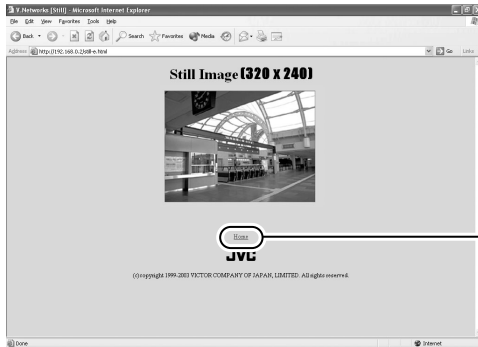 V.Networks [Still] - Microsoft Internet Explorer
File Edit View Favorites Tools Help
Back Search Favorites Media
Address http://192.168.0.2/still-e.html Go Links
Still Image (320 X 240)
Home
JVC
(c)copyright 1999-2003 VICTOR COMPANY OF JAPAN, LIMITED. All rights reserved.
Done Internet